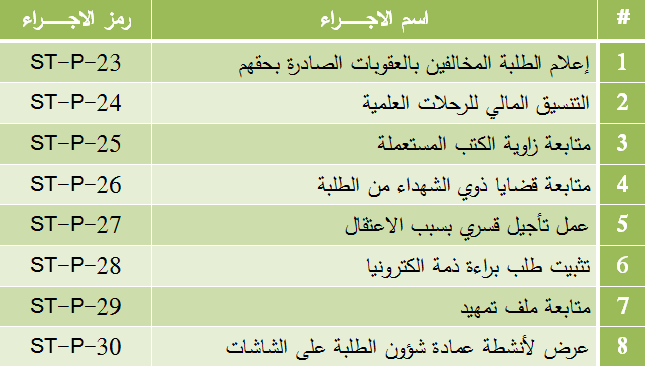 # اسم الاجـــــراء رمز الاجـــــراء
1 إعلام الطلبة المخالفين بالعقوبات الصادرة بحقهم ST-P-23
2 التنسيق المالي للرحلات العلمية ST-P-24
3 متابعة زاوية الكتب المستعملة ST-P-25
4 متابعة قضايا ذوي الشهداء من الطلبة ST-P-26
5 عمل تأجيل قسري بسبب الاعتقال ST-P-27
6 تثبيت طلب براءة ذمة الكترونيا ST-P-28
7 متابعة ملف تمهيد ST-P-29
8 عرض لأنشطة عمادة شؤون الطلبة على الشاشات ST-P-30